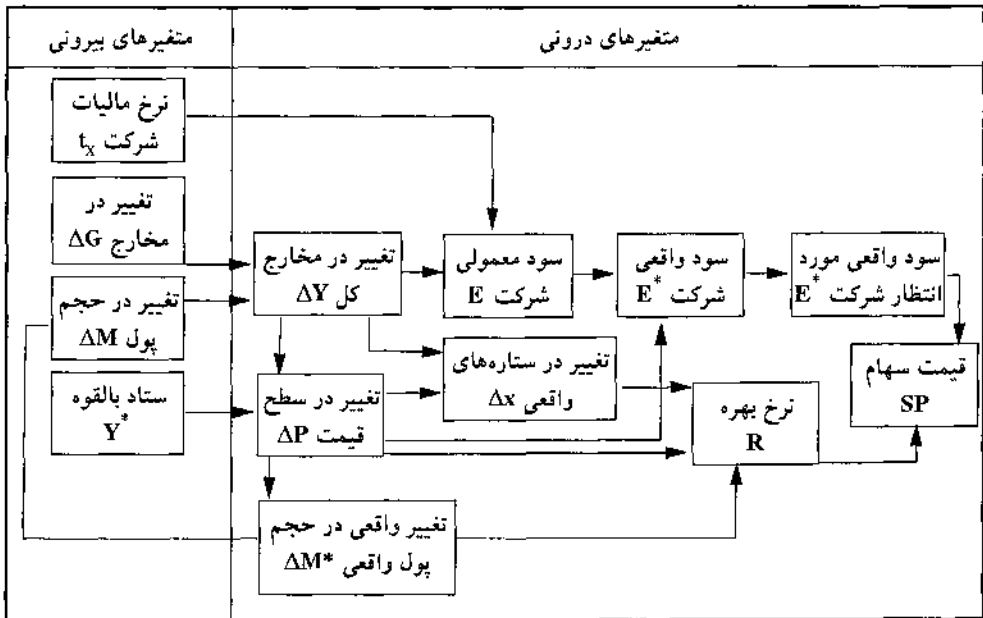 متغیرهای بیرونی
متغیرهای درونی
نرخ مالیات
شرکت tx
تغییر در
مخارج ΔG
تغییر در حجم
پول ΔM
ستاد بالقوه
Y*
تغییر در مخارج
کل ΔY
سود معمولی
شرکت E
سود واقعی
شرکت E*
سود واقعی مورد
انتظار شرکت E*
تغییر در سطح
قیمت ΔP
تغییر در ستاره‌های
واقعی Δx
نرخ بهره
R
قیمت سهام
SP
تغییر واقعی در حجم
پول واقعی ΔM*